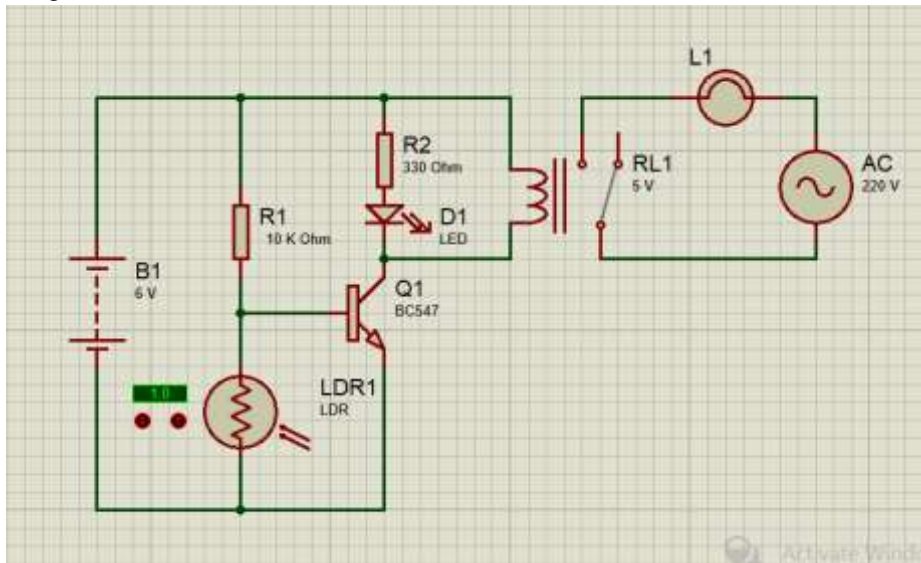 L1
R2
330 Ohm
RL1
5 V
AC
220 V
R1
10 K Ohm
D1
LED
B1
6 V
Q1
BC547
1.0
LDR1
LDR
Activate Wind